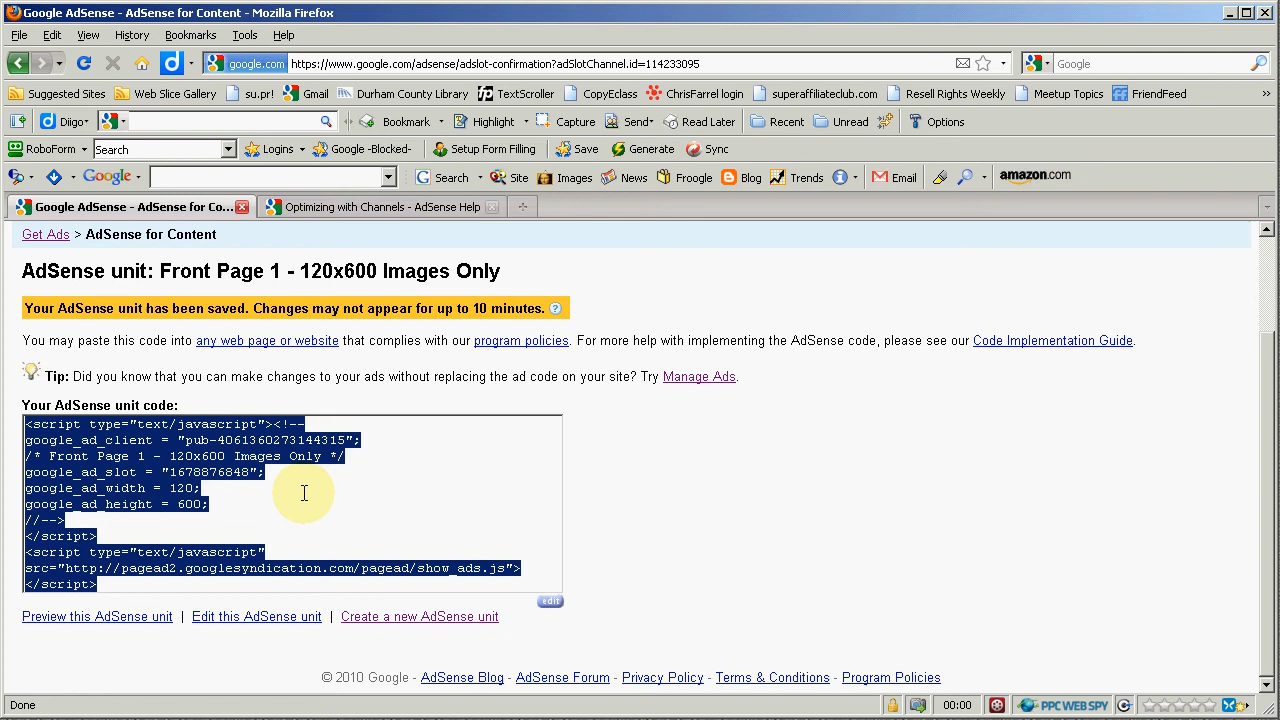 Google AdSense - AdSense for Content - Mozilla Firefox
File Edit View History Bookmarks Tools Help
google.com https://www.google.com/adsense/adslot-confirmation?adSlotChannel.id=114233095 Google
Suggested Sites Web Slice Gallery su.pr! Gmail Durham County Library fp TextScroller CopyEclass ChrisFarrel login superaffiliateclub.com Resell Rights Weekly Meetup Topics FriendFeed
Diigo Bookmark Highlight Capture Send Read Later Recent Unread Options
RoboForm Search Logins Google -Blocked- Setup Form Filling Save Generate Sync
Google Search Site Images News Froogle Blog Trends Email amazon.com
Google AdSense - AdSense for Co... Optimizing with Channels - AdSense Help
Get Ads > AdSense for Content
AdSense unit: Front Page 1 - 120x600 Images Only
Your AdSense unit has been saved. Changes may not appear for up to 10 minutes. ?
You may paste this code into any web page or website that complies with our program policies. For more help with implementing the AdSense code, please see our Code Implementation Guide.
Tip: Did you know that you can make changes to your ads without replacing the ad code on your site? Try Manage Ads.
Your AdSense unit code:
<script type="text/javascript"><!--
google_ad_client = "pub-4061360273144315";
/* Front Page 1 - 120x600 Images Only */
google_ad_slot = "1678876848";
google_ad_width = 120;
google_ad_height = 600;
//-->
</script>
<script type="text/javascript"
src="http://pagead2.googlesyndication.com/pagead/show_ads.js">
</script>
edit
Preview this AdSense unit | Edit this AdSense unit | Create a new AdSense unit
© 2010 Google - AdSense Blog - AdSense Forum - Privacy Policy - Terms & Conditions - Program Policies
Done 00:00 PPC WEB SPY